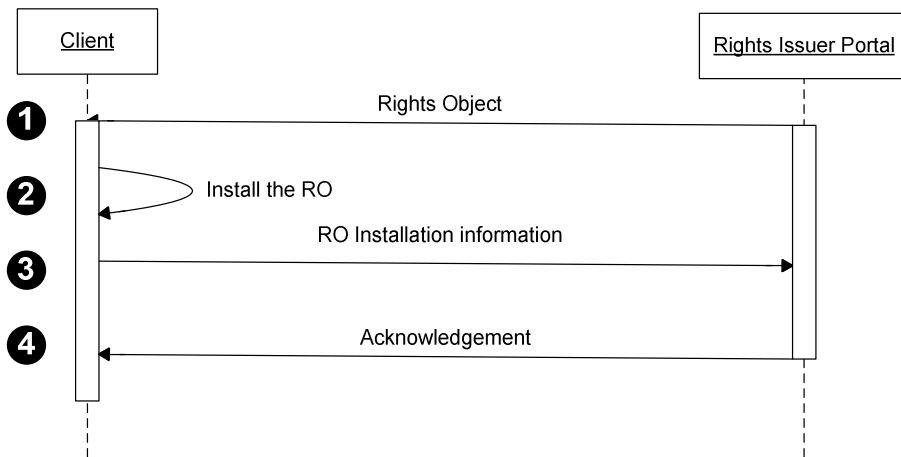 Client
Rights Issuer Portal
1
Rights Object
2
Install the RO
RO Installation information
3
4
Acknowledgement